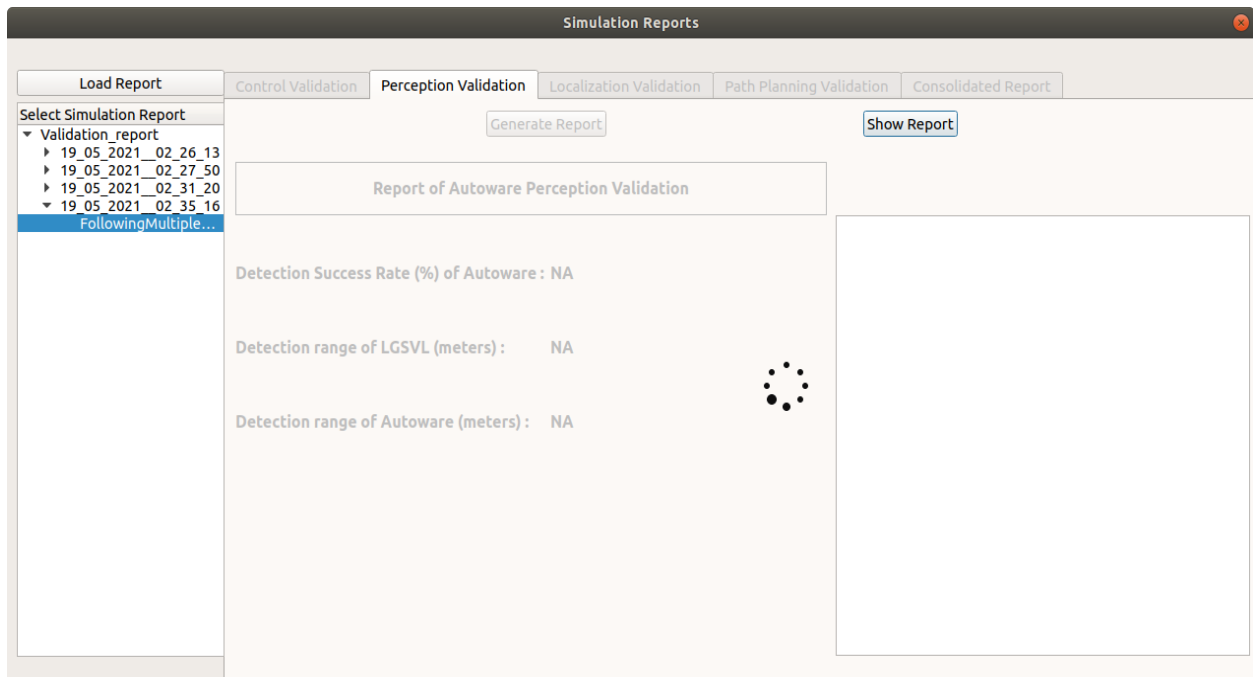 Simulation Reports
Load Report
Control Validation
Perception Validation
Localization Validation
Path Planning Validation
Consolidated Report
Select Simulation Report
Validation_report
19_05_2021__02_26_13
19_05_2021__02_27_50
19_05_2021__02_31_20
19_05_2021__02_35_16
FollowingMultiple...
Generate Report
Show Report
Report of Autoware Perception Validation
Detection Success Rate (%) of Autoware : NA
Detection range of LGSVL (meters) : NA
Detection range of Autoware (meters) : NA